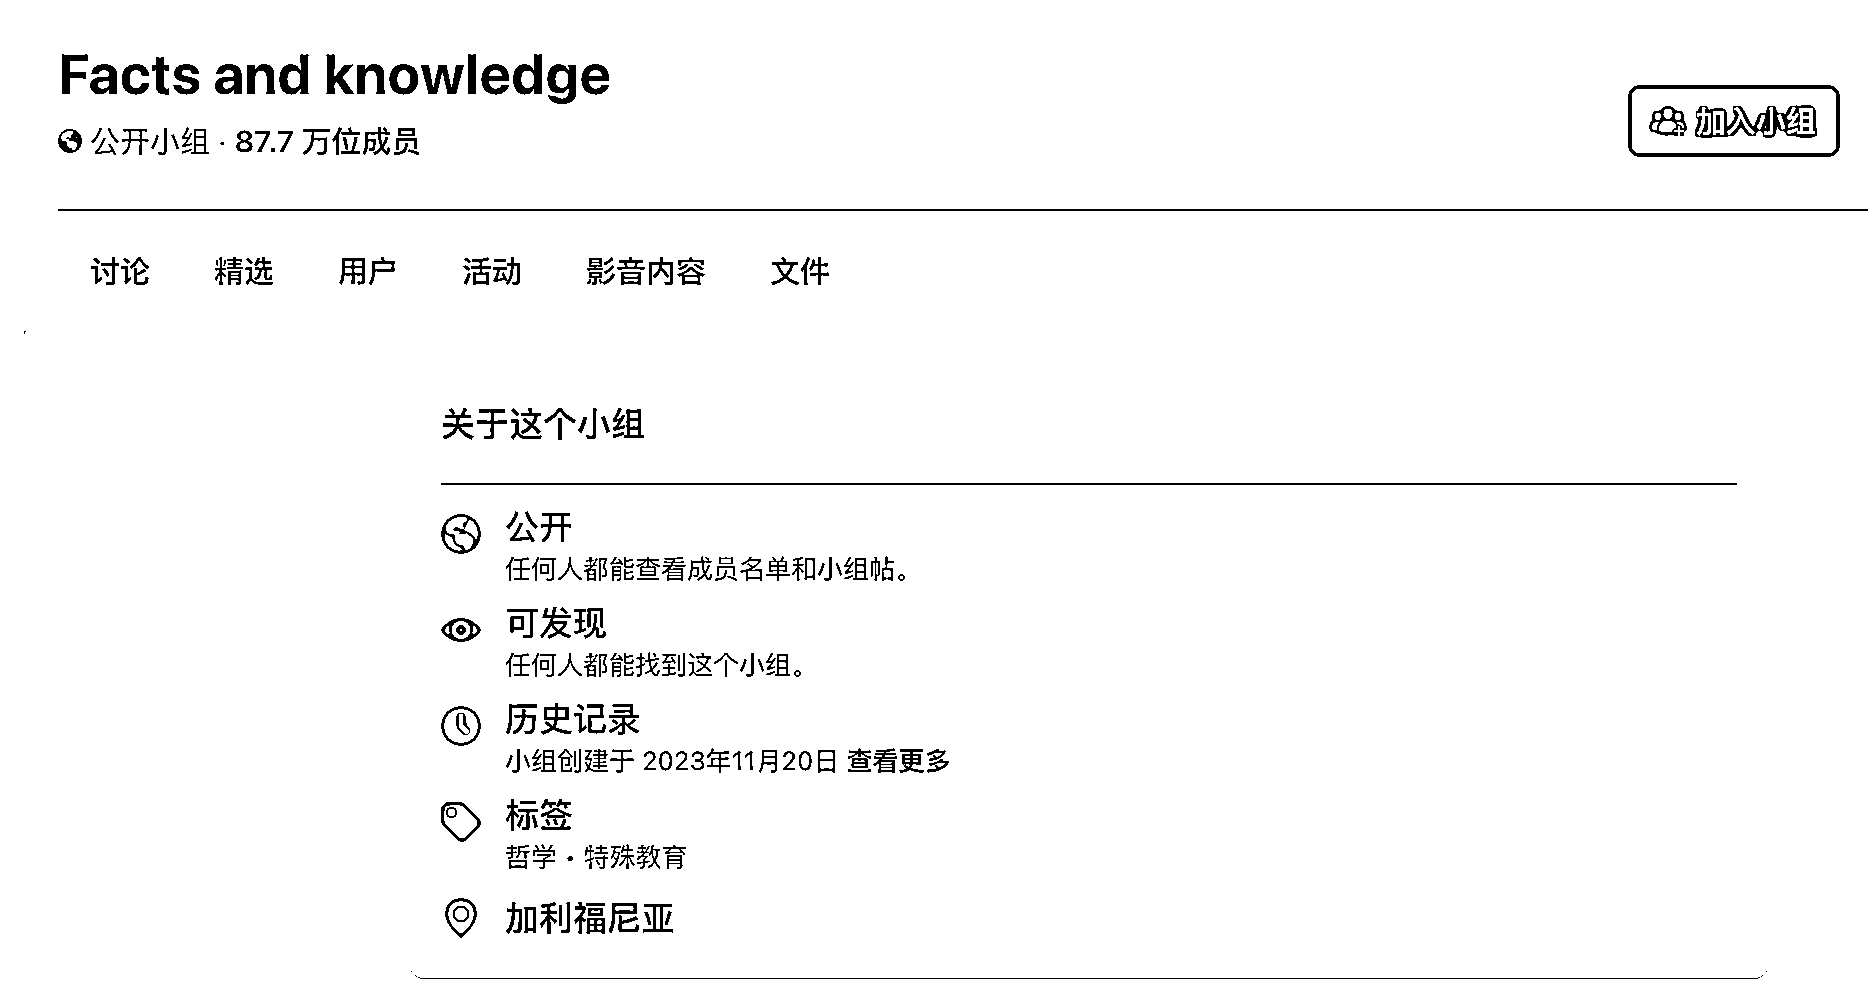 Facts and knowledge
公开小组 · 87.7 万位成员
加入小组
讨论 精选 用户 活动 影音内容 文件
关于这个小组
公开
任何人都能查看成员名单和小组帖。
可发现
任何人都能找到这个小组。
历史记录
小组创建于 2023年11月20日 查看更多
标签
哲学 · 特殊教育
加利福尼亚